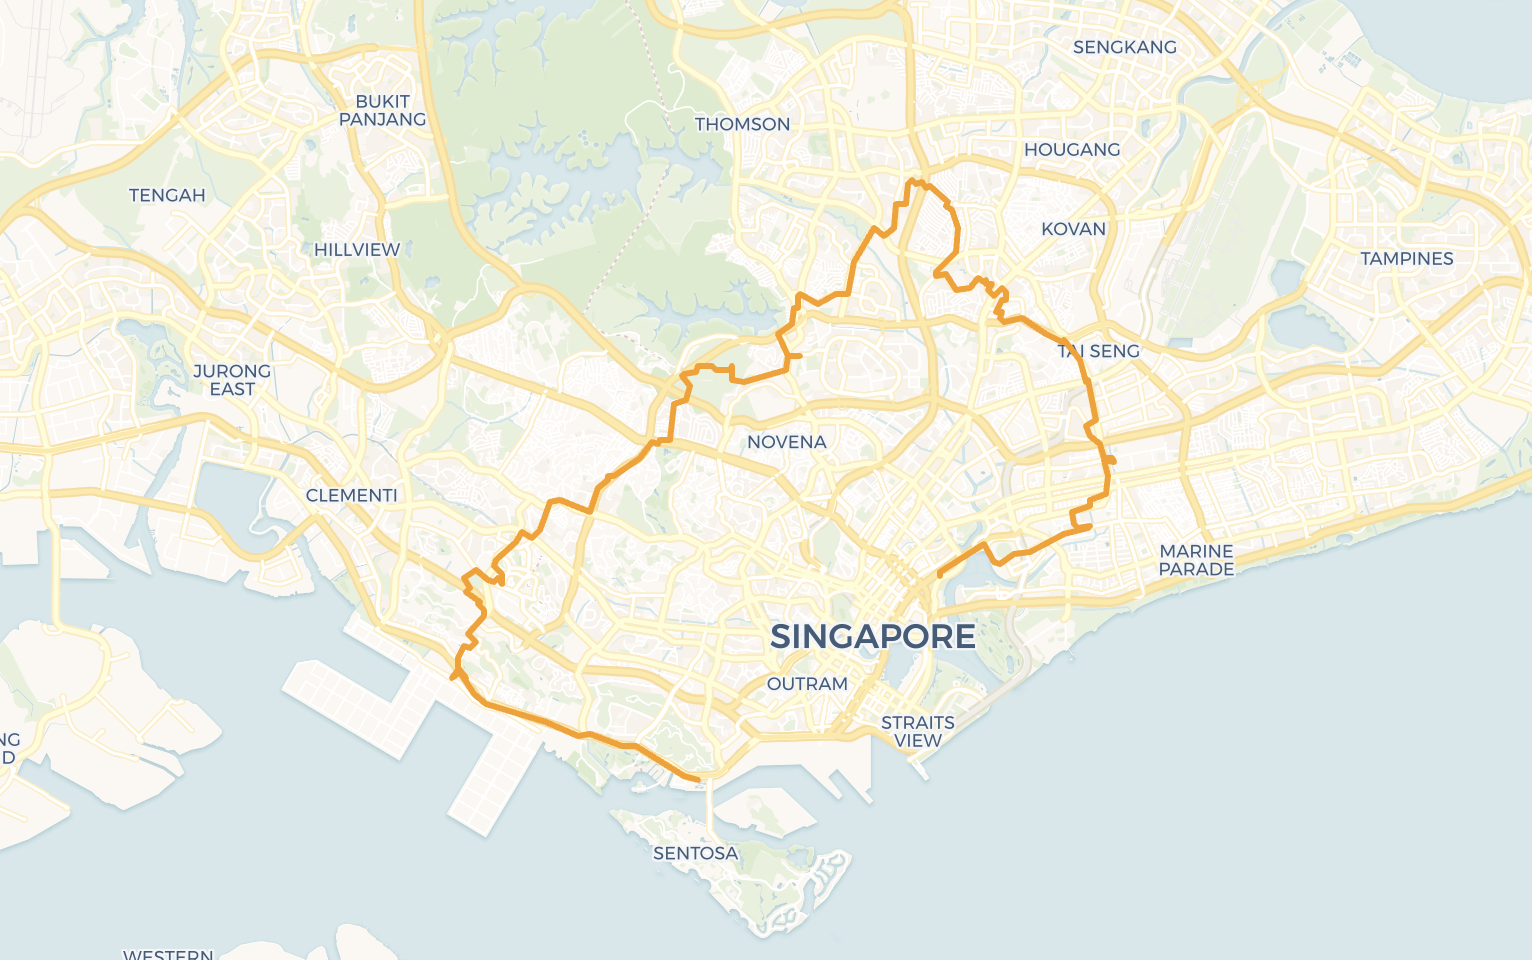 SENGKANG
BUKIT
PANJANG
THOMSON
HOUGANG
TENGAH
KOVAN
HILLVIEW
TAMPINES
TAI SENG
JURONG
EAST
NOVENA
CLEMENTI
MARINE
PARADE
SINGAPORE
OUTRAM
STRAITS
VIEW
NG
D
SENTOSA
WESTERN